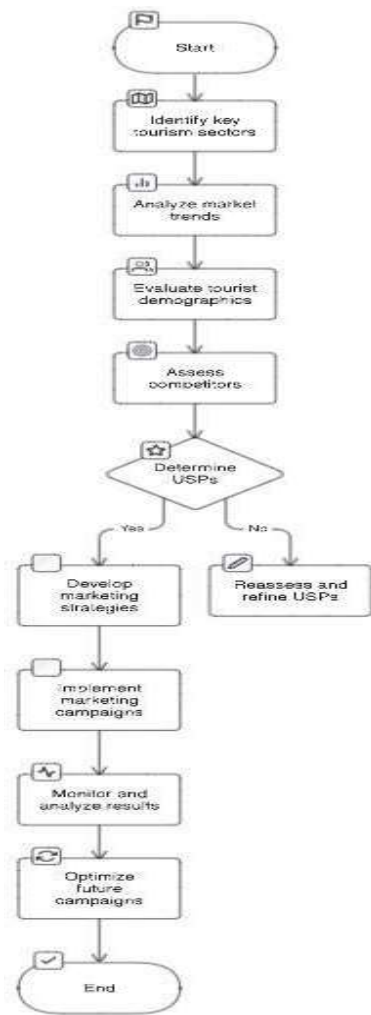 Start
Identify key
tourism sectors
Analyze market
trends
Evaluate tourist
demographics
Assess
competitors
Determine
USPs
Yes
No
Develop
marketing
strategies
Reassess and
refine USPs
Implement
marketing
campaigns
Monitor and
analyze results
Optimize
future
campaigns
End